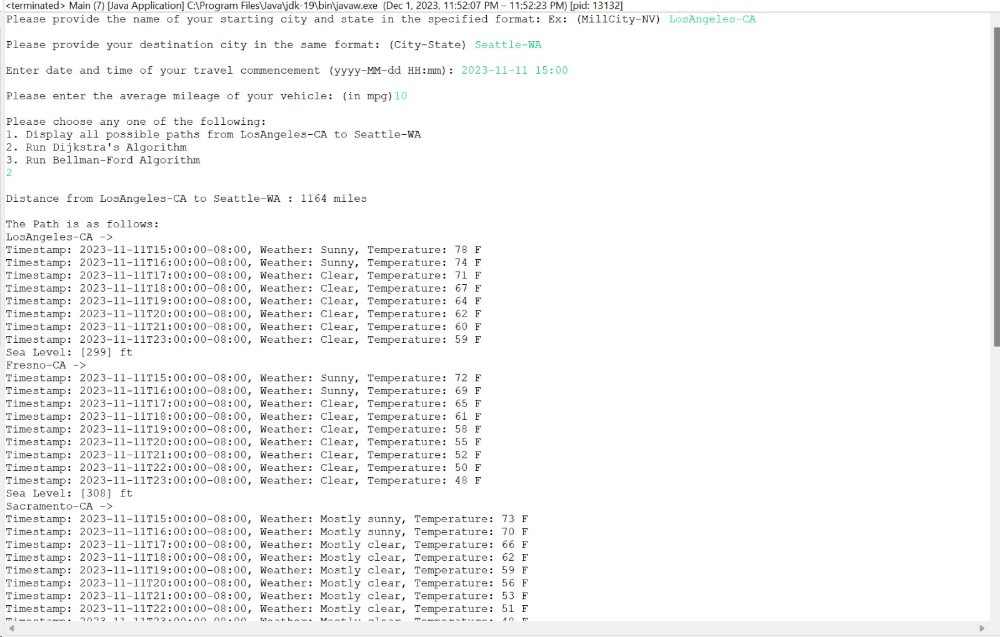 <terminated> Main (7) [Java Application] C:\Program Files\Java\jdk-19\bin\javaw.exe (Dec 1, 2023, 11:52:07 PM – 11:52:23 PM) [pid: 13132]
Please provide the name of your starting city and state in the specified format: Ex: (MillCity-NV) LosAngeles-CA
Please provide your destination city in the same format: (City-State) Seattle-WA
Enter date and time of your travel commencement (yyyy-MM-dd HH:mm): 2023-11-11 15:00
Please enter the average mileage of your vehicle: (in mpg)10
Please choose any one of the following:
1. Display all possible paths from LosAngeles-CA to Seattle-WA
2. Run Dijkstra's Algorithm
3. Run Bellman-Ford Algorithm
2
Distance from LosAngeles-CA to Seattle-WA : 1164 miles
The Path is as follows:
LosAngeles-CA ->
Timestamp: 2023-11-11T15:00:00-08:00, Weather: Sunny, Temperature: 78 F
Timestamp: 2023-11-11T16:00:00-08:00, Weather: Sunny, Temperature: 74 F
Timestamp: 2023-11-11T17:00:00-08:00, Weather: Clear, Temperature: 71 F
Timestamp: 2023-11-11T18:00:00-08:00, Weather: Clear, Temperature: 67 F
Timestamp: 2023-11-11T19:00:00-08:00, Weather: Clear, Temperature: 64 F
Timestamp: 2023-11-11T20:00:00-08:00, Weather: Clear, Temperature: 62 F
Timestamp: 2023-11-11T21:00:00-08:00, Weather: Clear, Temperature: 60 F
Timestamp: 2023-11-11T23:00:00-08:00, Weather: Clear, Temperature: 59 F
Sea Level: [299] ft
Fresno-CA ->
Timestamp: 2023-11-11T15:00:00-08:00, Weather: Sunny, Temperature: 72 F
Timestamp: 2023-11-11T16:00:00-08:00, Weather: Sunny, Temperature: 69 F
Timestamp: 2023-11-11T17:00:00-08:00, Weather: Clear, Temperature: 65 F
Timestamp: 2023-11-11T18:00:00-08:00, Weather: Clear, Temperature: 61 F
Timestamp: 2023-11-11T19:00:00-08:00, Weather: Clear, Temperature: 58 F
Timestamp: 2023-11-11T20:00:00-08:00, Weather: Clear, Temperature: 55 F
Timestamp: 2023-11-11T21:00:00-08:00, Weather: Clear, Temperature: 52 F
Timestamp: 2023-11-11T22:00:00-08:00, Weather: Clear, Temperature: 50 F
Timestamp: 2023-11-11T23:00:00-08:00, Weather: Clear, Temperature: 48 F
Sea Level: [308] ft
Sacramento-CA ->
Timestamp: 2023-11-11T15:00:00-08:00, Weather: Mostly sunny, Temperature: 73 F
Timestamp: 2023-11-11T16:00:00-08:00, Weather: Mostly sunny, Temperature: 70 F
Timestamp: 2023-11-11T17:00:00-08:00, Weather: Mostly clear, Temperature: 66 F
Timestamp: 2023-11-11T18:00:00-08:00, Weather: Mostly clear, Temperature: 62 F
Timestamp: 2023-11-11T19:00:00-08:00, Weather: Mostly clear, Temperature: 59 F
Timestamp: 2023-11-11T20:00:00-08:00, Weather: Mostly clear, Temperature: 56 F
Timestamp: 2023-11-11T21:00:00-08:00, Weather: Mostly clear, Temperature: 53 F
Timestamp: 2023-11-11T22:00:00-08:00, Weather: Mostly clear, Temperature: 51 F